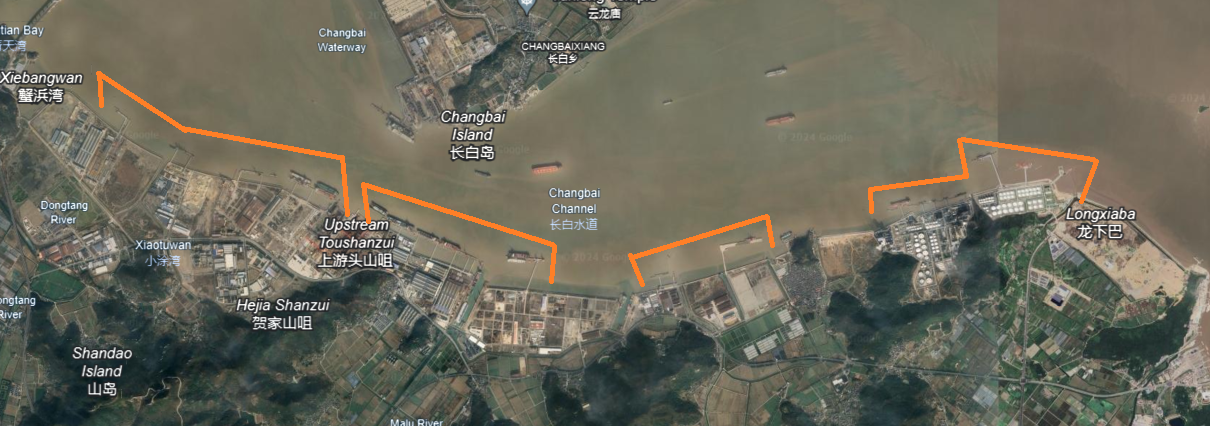 云龙庙
tian Bay
Changbai
Waterway
CHANGBAIXIANG
长白乡
Xiebangwan
蟹浜湾
Changbai
Island
长白岛
© 2024 Google
Changbai
Channel
长白水道
Dongtang
River
Longxiaba
龙下巴
Upstream
Toushanzui
上游头山咀
Xiaotuwan
小涂湾
© 2024 Google
ongtang
River
Hejia Shanzui
贺家山咀
Shandao
Island
山岛
Malu River